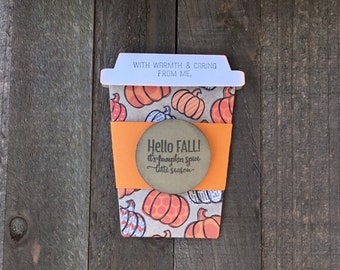 WITH WARMTH & CARING
FROM ME,
Hello FALL!
it's pumpkin spice
latte season